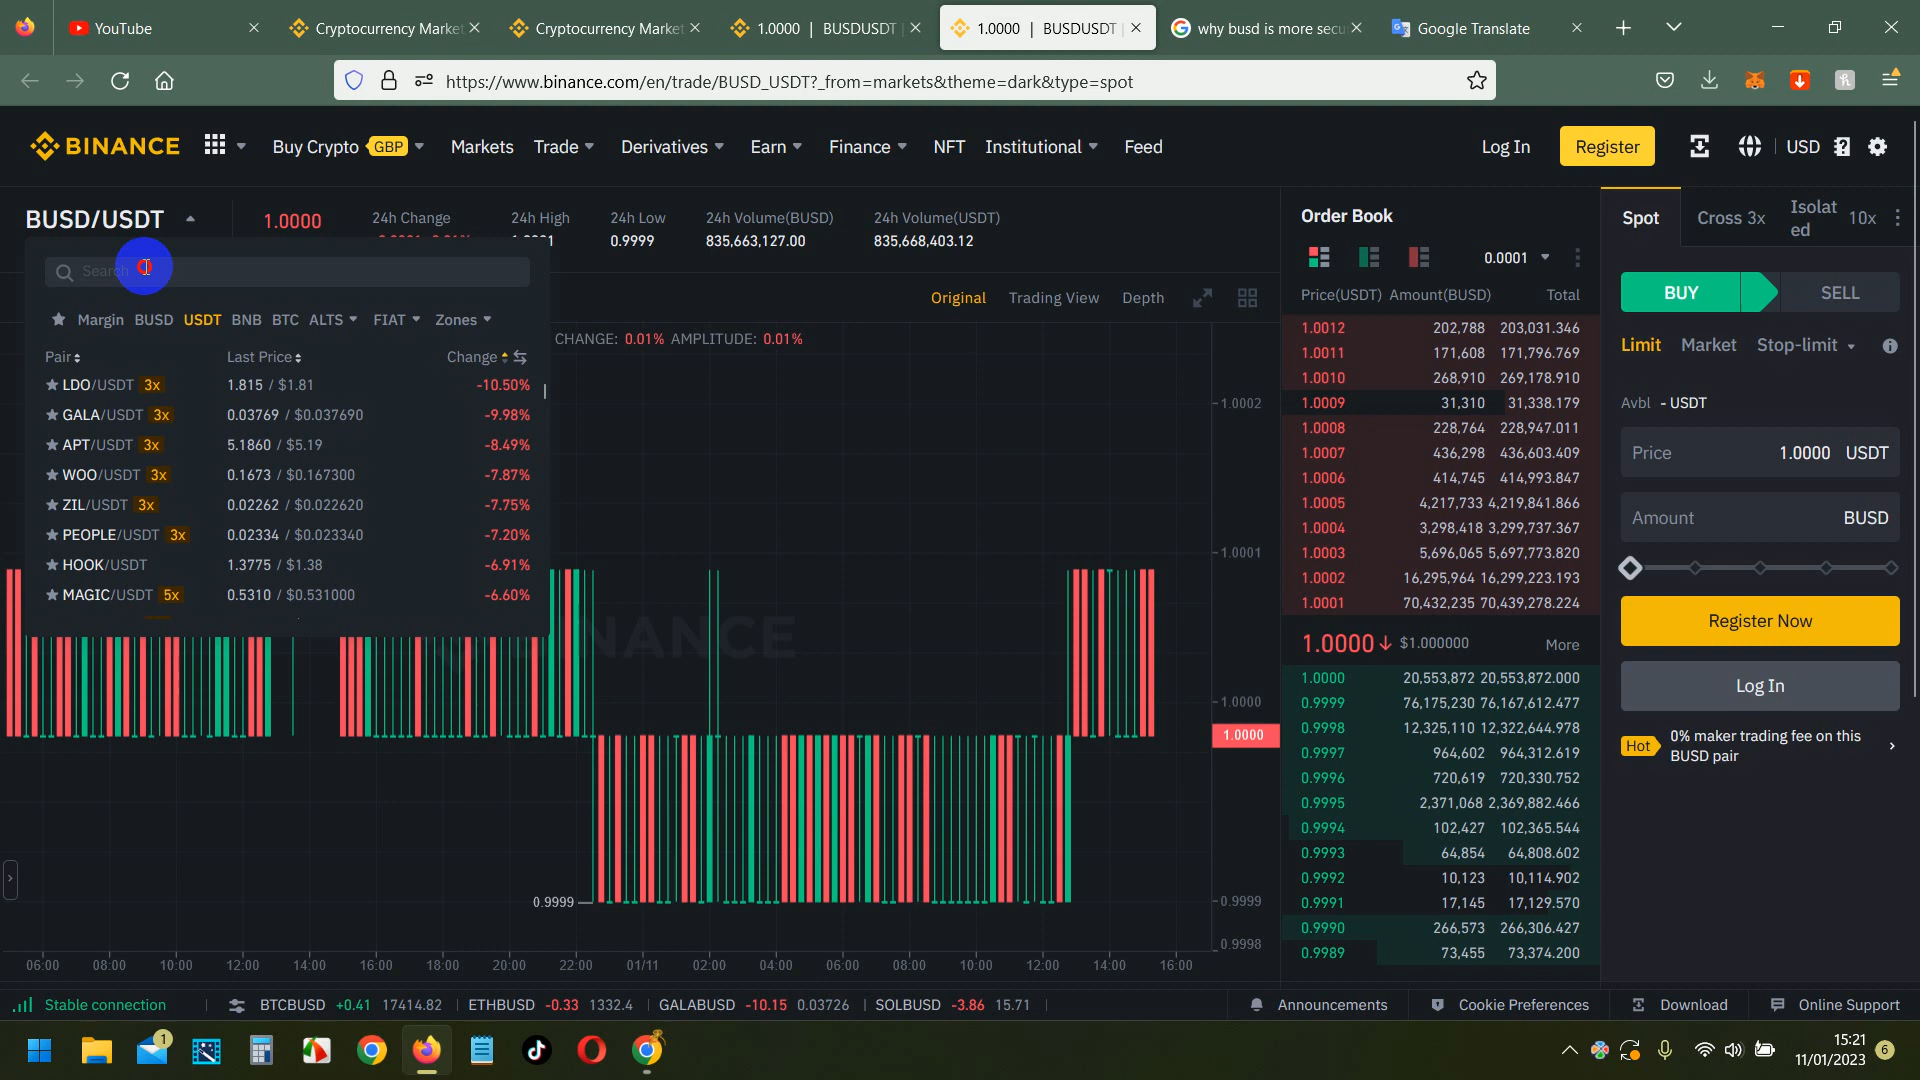 YouTube
Cryptocurrency Market
Cryptocurrency Market
1.0000 | BUSDUSDT
1.0000 | BUSDUSDT
why busd is more secu
Google Translate
https://www.binance.com/en/trade/BUSD_USDT?_from=markets&theme=dark&type=spot
BINANCE
Buy Crypto GBP
Markets
Trade
Derivatives
Earn
Finance
NFT
Institutional
Feed
Log In
Register
USD
BUSD/USDT
1.0000
24h Change
24h High
24h Low
0.9999
24h Volume(BUSD)
835,663,127.00
24h Volume(USDT)
835,668,403.12
Search
Margin BUSD USDT BNB BTC ALTS FIAT Zones
Pair Last Price Change
LDO/USDT 3x 1.815 / $1.81 -10.50%
GALA/USDT 3x 0.03769 / $0.037690 -9.98%
APT/USDT 3x 5.1860 / $5.19 -8.49%
WOO/USDT 3x 0.1673 / $0.167300 -7.87%
ZIL/USDT 3x 0.02262 / $0.022620 -7.75%
PEOPLE/USDT 3x 0.02334 / $0.023340 -7.20%
HOOK/USDT 1.3775 / $1.38 -6.91%
MAGIC/USDT 5x 0.5310 / $0.531000 -6.60%
Original Trading View Depth
CHANGE: 0.01% AMPLITUDE: 0.01%
1.0002
1.0001
1.0000
1.0000
0.9999
0.9999
0.9998
06:00 08:00 10:00 12:00 14:00 16:00 18:00 20:00 22:00 01/11 02:00 04:00 06:00 08:00 10:00 12:00 14:00 16:00
Order Book
0.0001
Price(USDT) Amount(BUSD) Total
1.0012 202,788 203,031.346
1.0011 171,608 171,796.769
1.0010 268,910 269,178.910
1.0009 31,310 31,338.179
1.0008 228,764 228,947.011
1.0007 436,298 436,603.409
1.0006 414,745 414,993.847
1.0005 4,217,733 4,219,841.866
1.0004 3,298,418 3,299,737.367
1.0003 5,696,065 5,697,773.820
1.0002 16,295,964 16,299,223.193
1.0001 70,432,235 70,439,278.224
1.0000 $1.000000 More
1.0000 20,553,872 20,553,872.000
0.9999 76,175,230 76,167,612.477
0.9998 12,325,110 12,322,644.978
0.9997 964,602 964,312.619
0.9996 720,619 720,330.752
0.9995 2,371,068 2,369,882.466
0.9994 102,427 102,365.544
0.9993 64,854 64,808.602
0.9992 10,123 10,114.902
0.9991 17,145 17,129.570
0.9990 266,573 266,306.427
0.9989 73,455 73,374.200
Spot Cross 3x Isolat
ed 10x
BUY SELL
Limit Market Stop-limit
Avbl - USDT
Price 1.0000 USDT
Amount BUSD
Register Now
Log In
Hot 0% maker trading fee on this
BUSD pair
Stable connection
BTCBUSD +0.41 17414.82
ETHBUSD -0.33 1332.4
GALABUSD -10.15 0.03726
SOLBUSD -3.86 15.71
Announcements
Cookie Preferences
Download
Online Support
1
15:21
11/01/2023
6